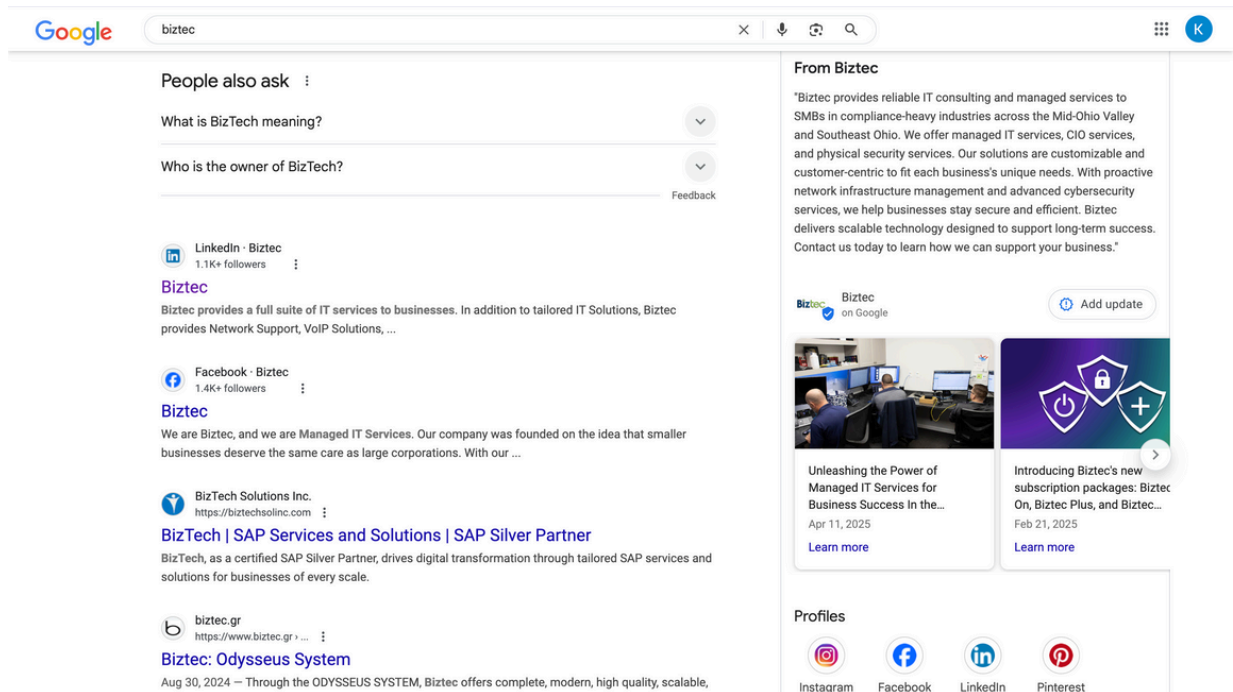 Google
biztec
K
People also ask
What is BizTech meaning?
Who is the owner of BizTech?
Feedback
LinkedIn · Biztec
1.1K+ followers
Biztec
Biztec provides a full suite of IT services to businesses. In addition to tailored IT Solutions, Biztec
provides Network Support, VoIP Solutions, ...
Facebook · Biztec
1.4K+ followers
Biztec
We are Biztec, and we are Managed IT Services. Our company was founded on the idea that smaller
businesses deserve the same care as large corporations. With our ...
BizTech Solutions Inc.
https://biztechsolinc.com
BizTech | SAP Services and Solutions | SAP Silver Partner
BizTech, as a certified SAP Silver Partner, drives digital transformation through tailored SAP services and
solutions for businesses of every scale.
biztec.gr
https://www.biztec.gr › ...
Biztec: Odysseus System
Aug 30, 2024 — Through the ODYSSEUS SYSTEM, Biztec offers complete, modern, high quality, scalable,
From Biztec
"Biztec provides reliable IT consulting and managed services to
SMBs in compliance-heavy industries across the Mid-Ohio Valley
and Southeast Ohio. We offer managed IT services, CIO services,
and physical security services. Our solutions are customizable and
customer-centric to fit each business's unique needs. With proactive
network infrastructure management and advanced cybersecurity
services, we help businesses stay secure and efficient. Biztec
delivers scalable technology designed to support long-term success.
Contact us today to learn how we can support your business."
Biztec
Biztec
on Google
Add update
Unleashing the Power of
Managed IT Services for
Business Success In the...
Apr 11, 2025
Learn more
Introducing Biztec's new
subscription packages: Biztec
On, Biztec Plus, and Biztec...
Feb 21, 2025
Learn more
Profiles
Instagram
Facebook
LinkedIn
Pinterest